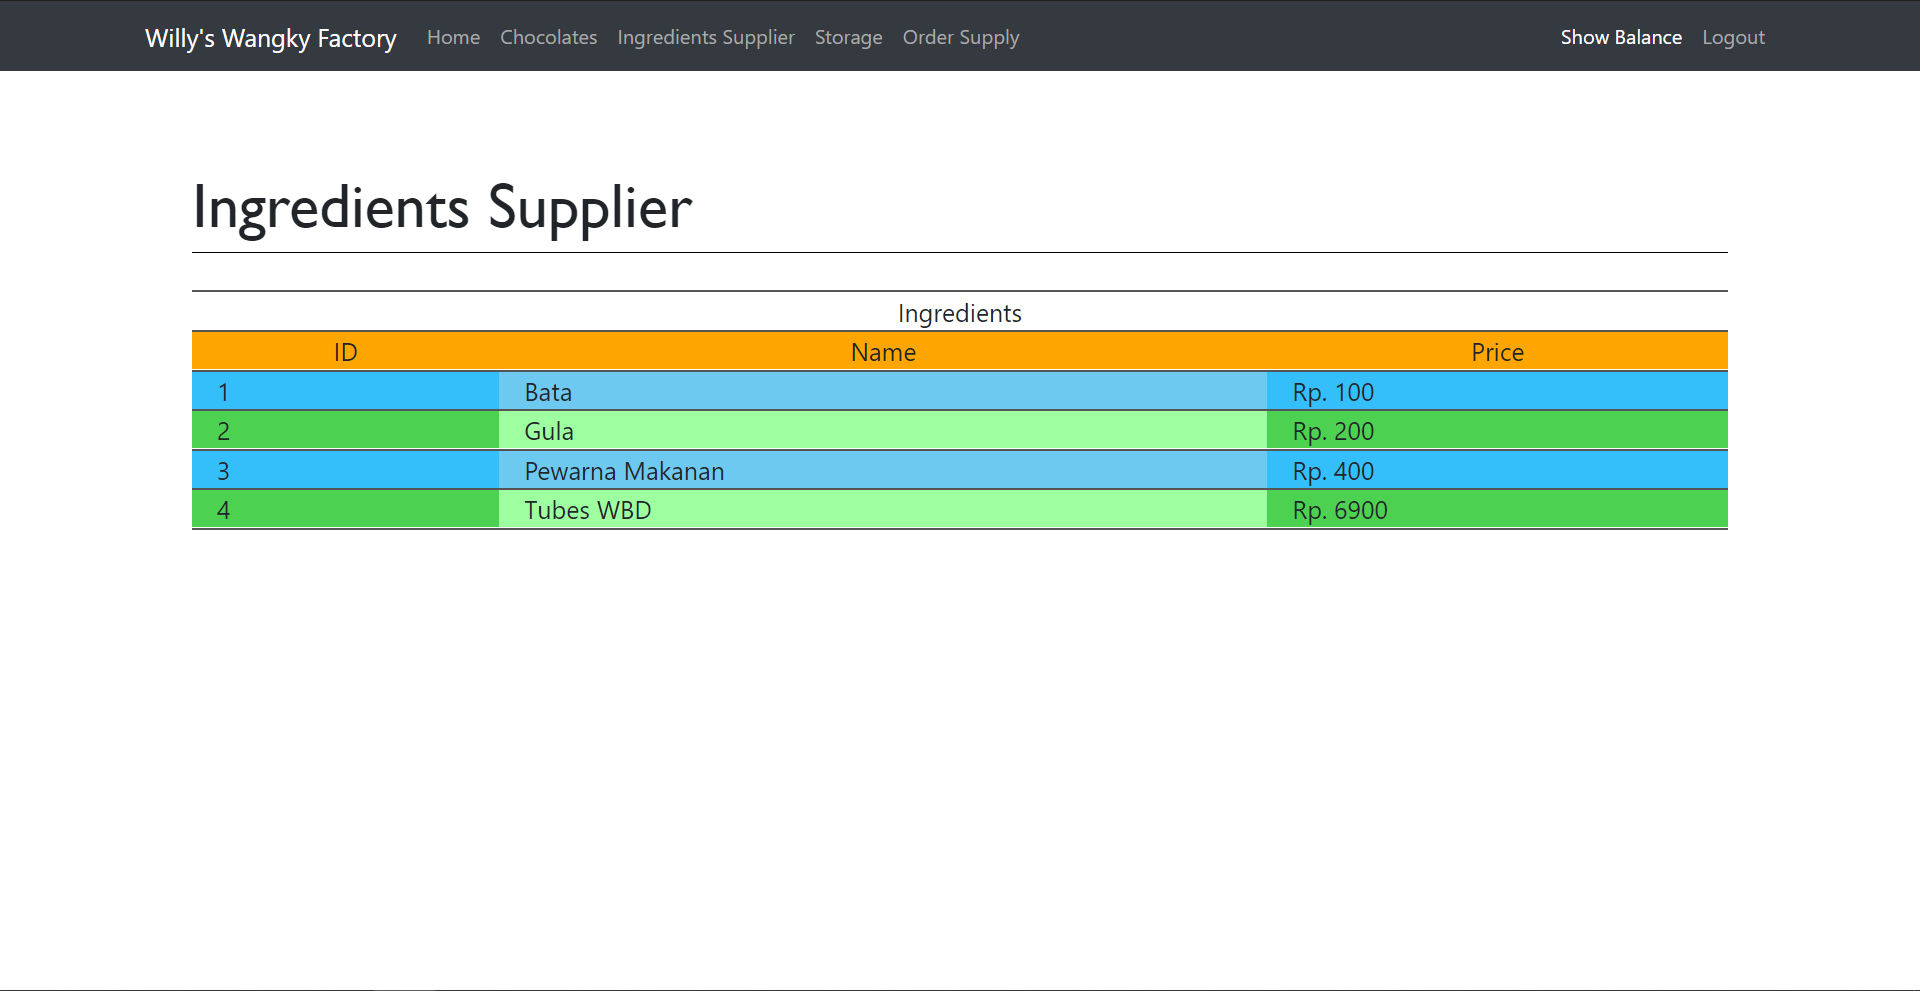 Willy's Wangky Factory Home Chocolates Ingredients Supplier Storage Order Supply Show Balance Logout
Ingredients Supplier
Ingredients
ID Name Price
1 Bata Rp. 100
2 Gula Rp. 200
3 Pewarna Makanan Rp. 400
4 Tubes WBD Rp. 6900